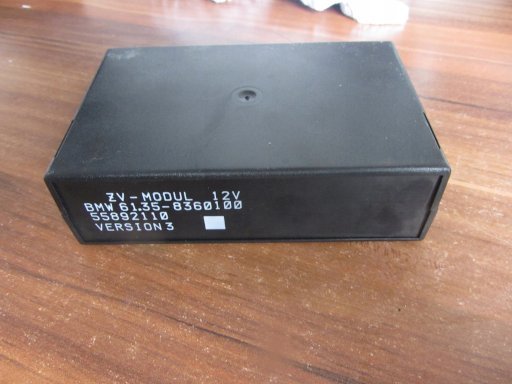 ZV-MODUL 12V
BMW 61.35-8360100
55892110
VERSION 3